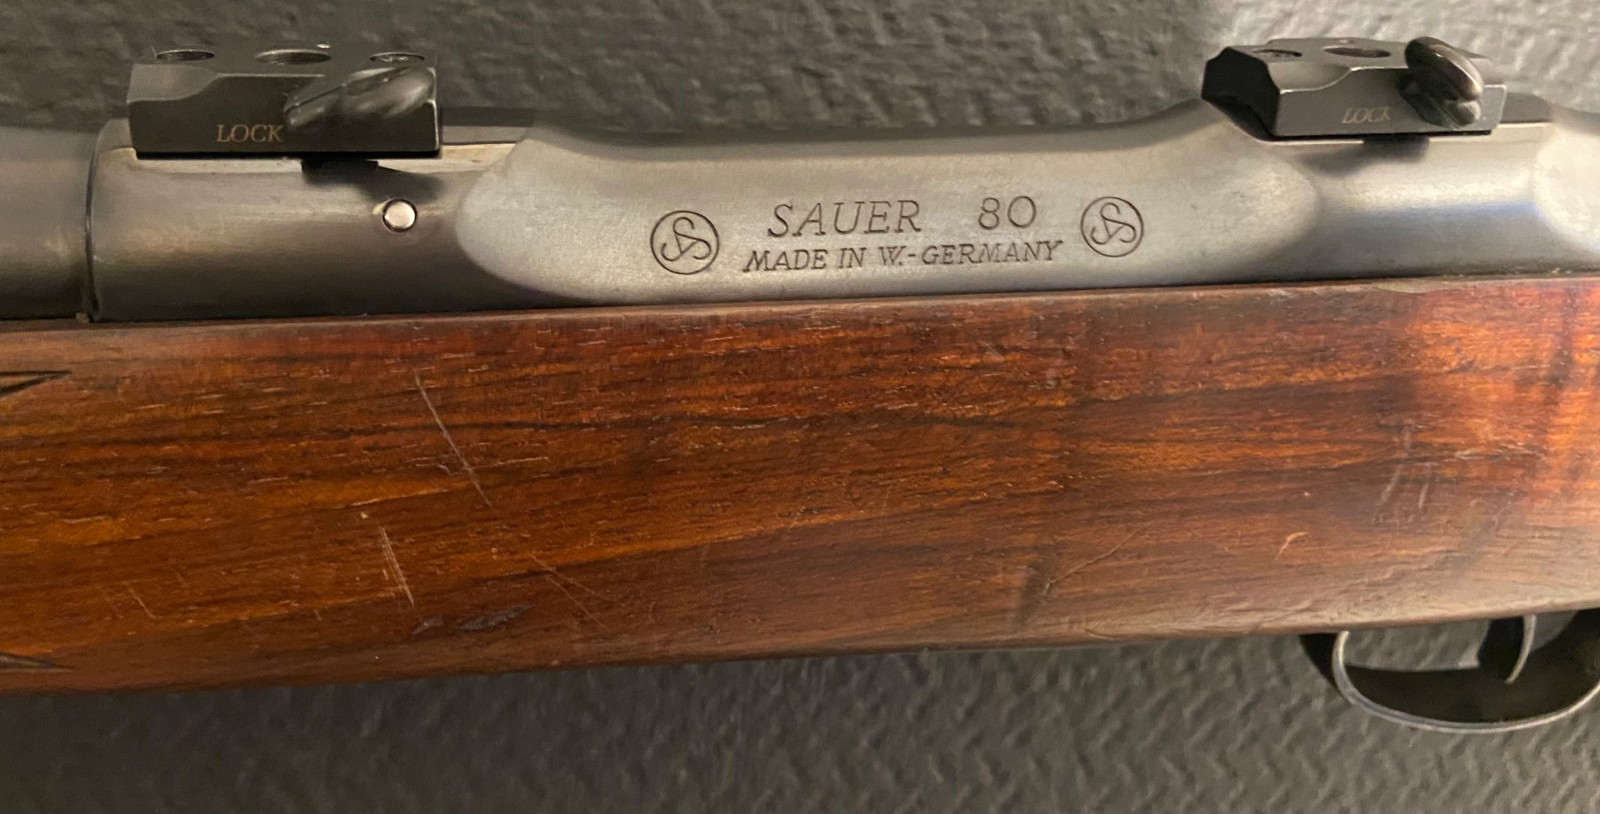 LOCK
LOCK
SAUER 80
MADE IN W.-GERMANY